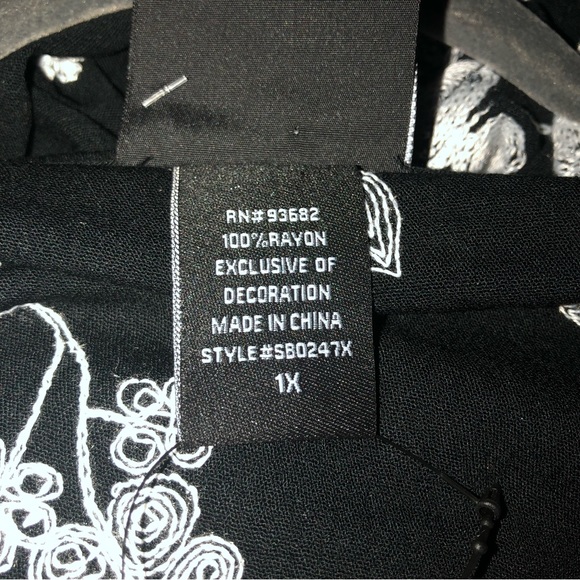 RN# 93682
100%RAYON
EXCLUSIVE OF
DECORATION
MADE IN CHINA
STYLE#SB0247X
1X